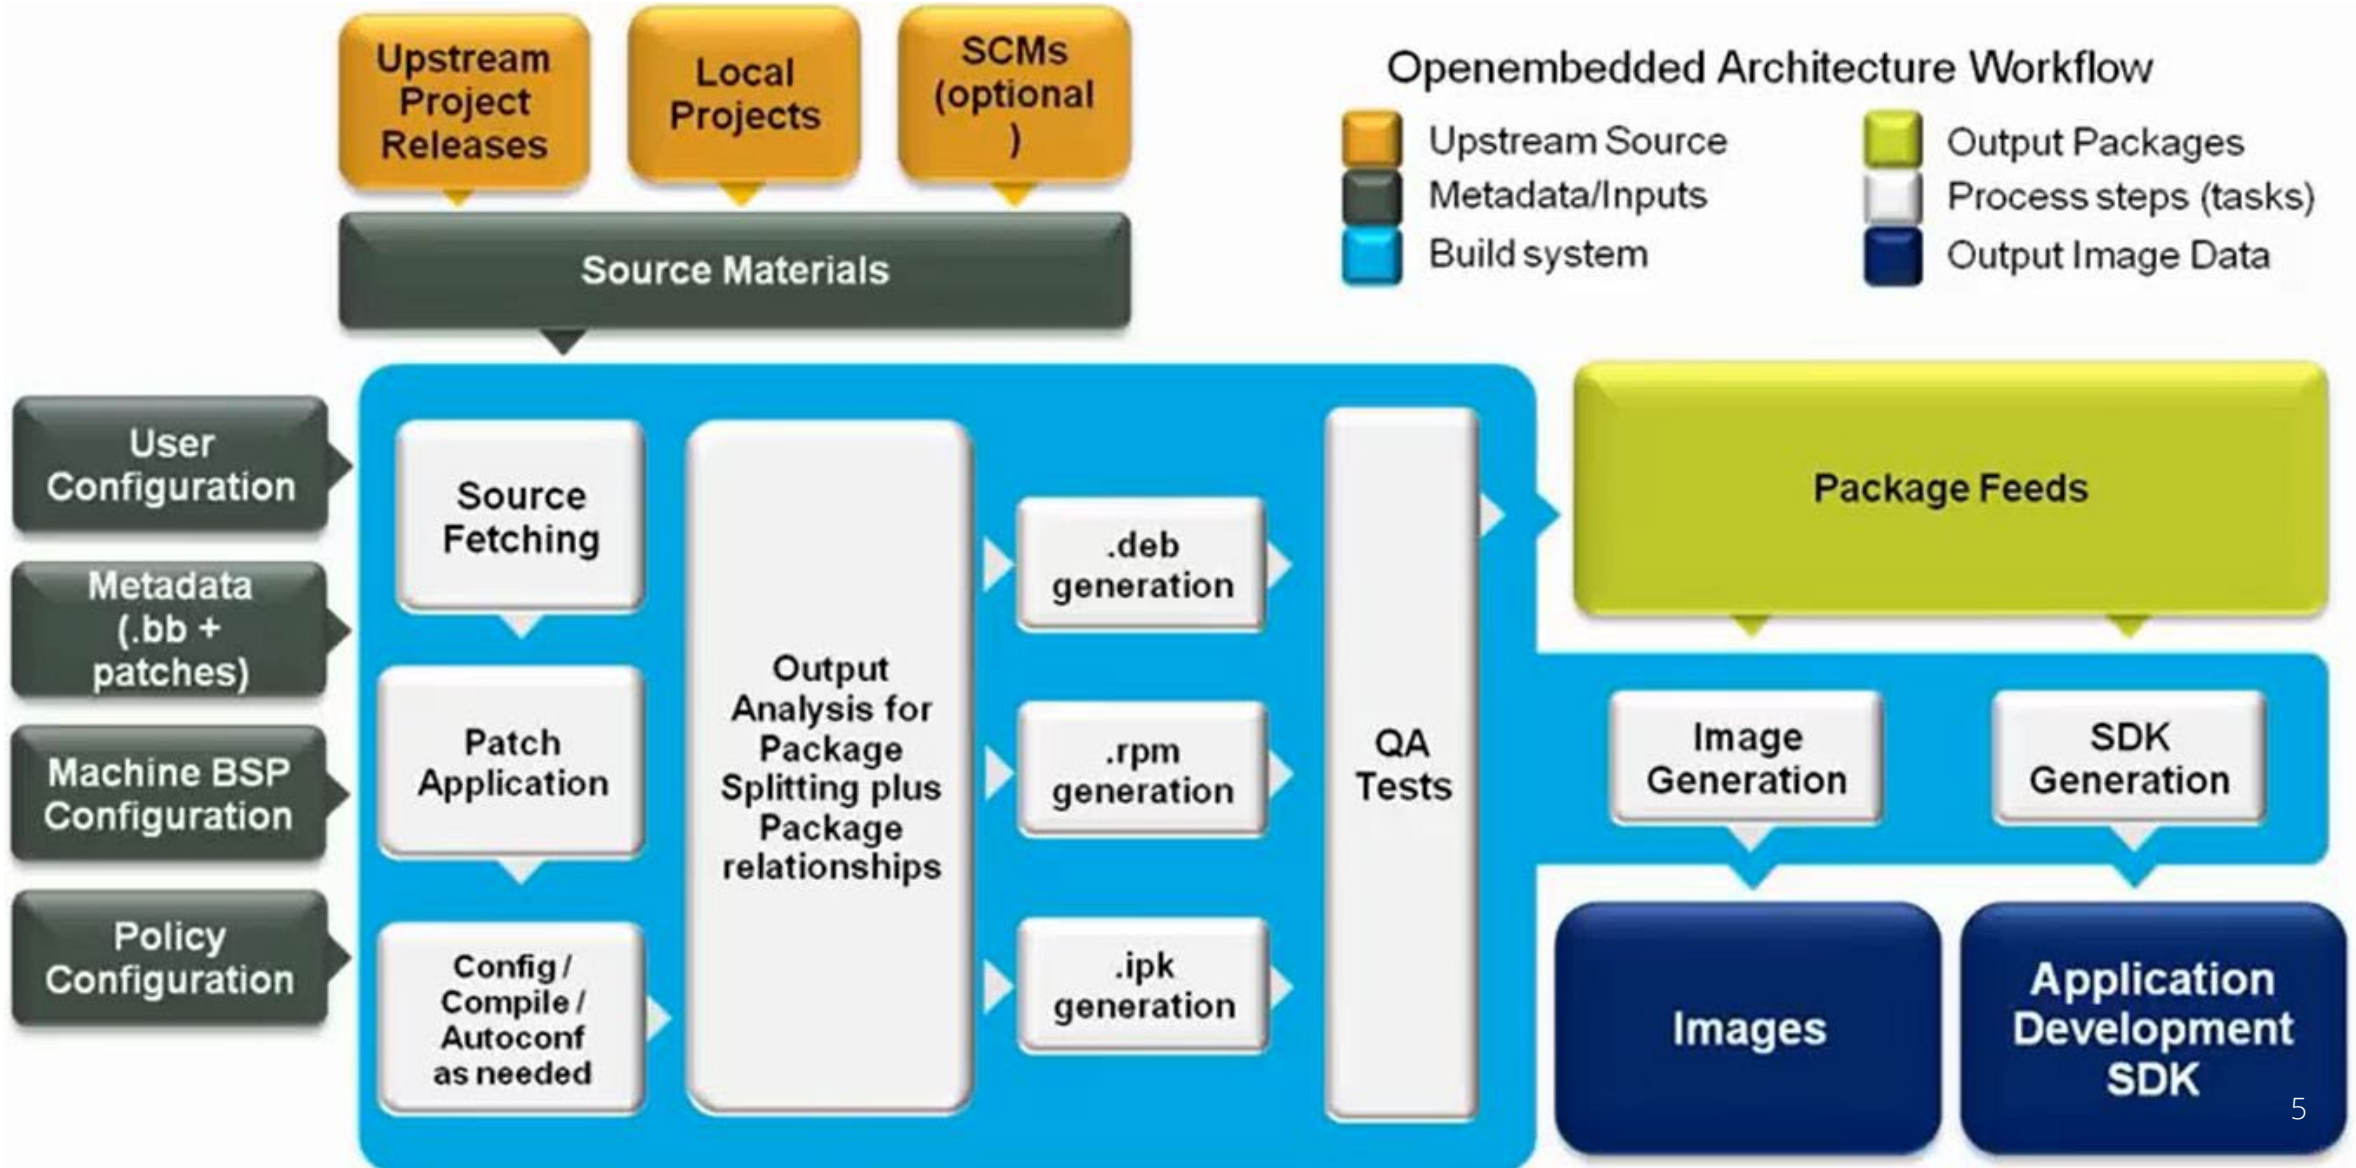 Upstream
Project
Releases
Local
Projects
SCMs
(optional
)
Openembedded Architecture Workflow
Upstream Source
Metadata/Inputs
Build system
Output Packages
Process steps (tasks)
Output Image Data
Source Materials
User
Configuration
Metadata
(.bb +
patches)
Machine BSP
Configuration
Policy
Configuration
Source
Fetching
Patch
Application
Config /
Compile /
Autoconf
as needed
Output
Analysis for
Package
Splitting plus
Package
relationships
.deb
generation
.rpm
generation
.ipk
generation
QA
Tests
Package Feeds
Image
Generation
SDK
Generation
Images
Application
Development
SDK
5